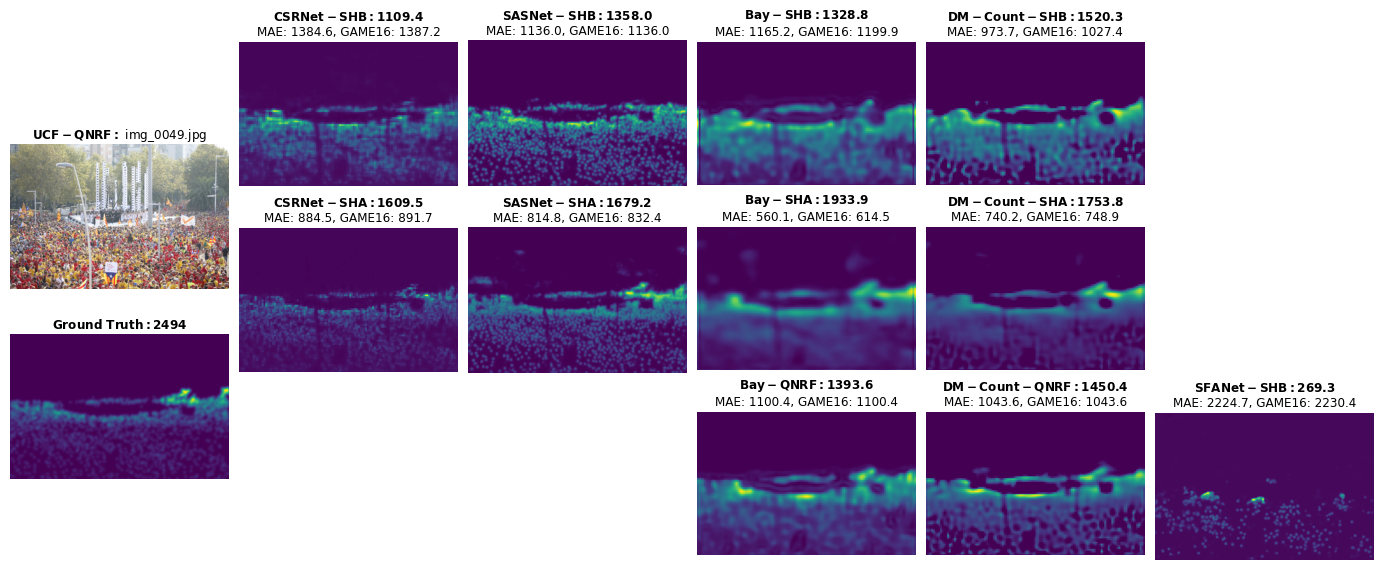 CSRNet-SHB: 1109.4
MAE: 1384.6, GAME16: 1387.2
SASNet-SHB: 1358.0
MAE: 1136.0, GAME16: 1136.0
Bay-SHB: 1328.8
MAE: 1165.2, GAME16: 1199.9
DM-Count-SHB: 1520.3
MAE: 973.7, GAME16: 1027.4
UCF-QNRF: img_0049.jpg
CSRNet-SHA: 1609.5
MAE: 884.5, GAME16: 891.7
SASNet-SHA: 1679.2
MAE: 814.8, GAME16: 832.4
Bay-SHA: 1933.9
MAE: 560.1, GAME16: 614.5
DM-Count-SHA: 1753.8
MAE: 740.2, GAME16: 748.9
Ground Truth: 2494
Bay-QNRF: 1393.6
MAE: 1100.4, GAME16: 1100.4
DM-Count-QNRF: 1450.4
MAE: 1043.6, GAME16: 1043.6
SFANet-SHB: 269.3
MAE: 2224.7, GAME16: 2230.4